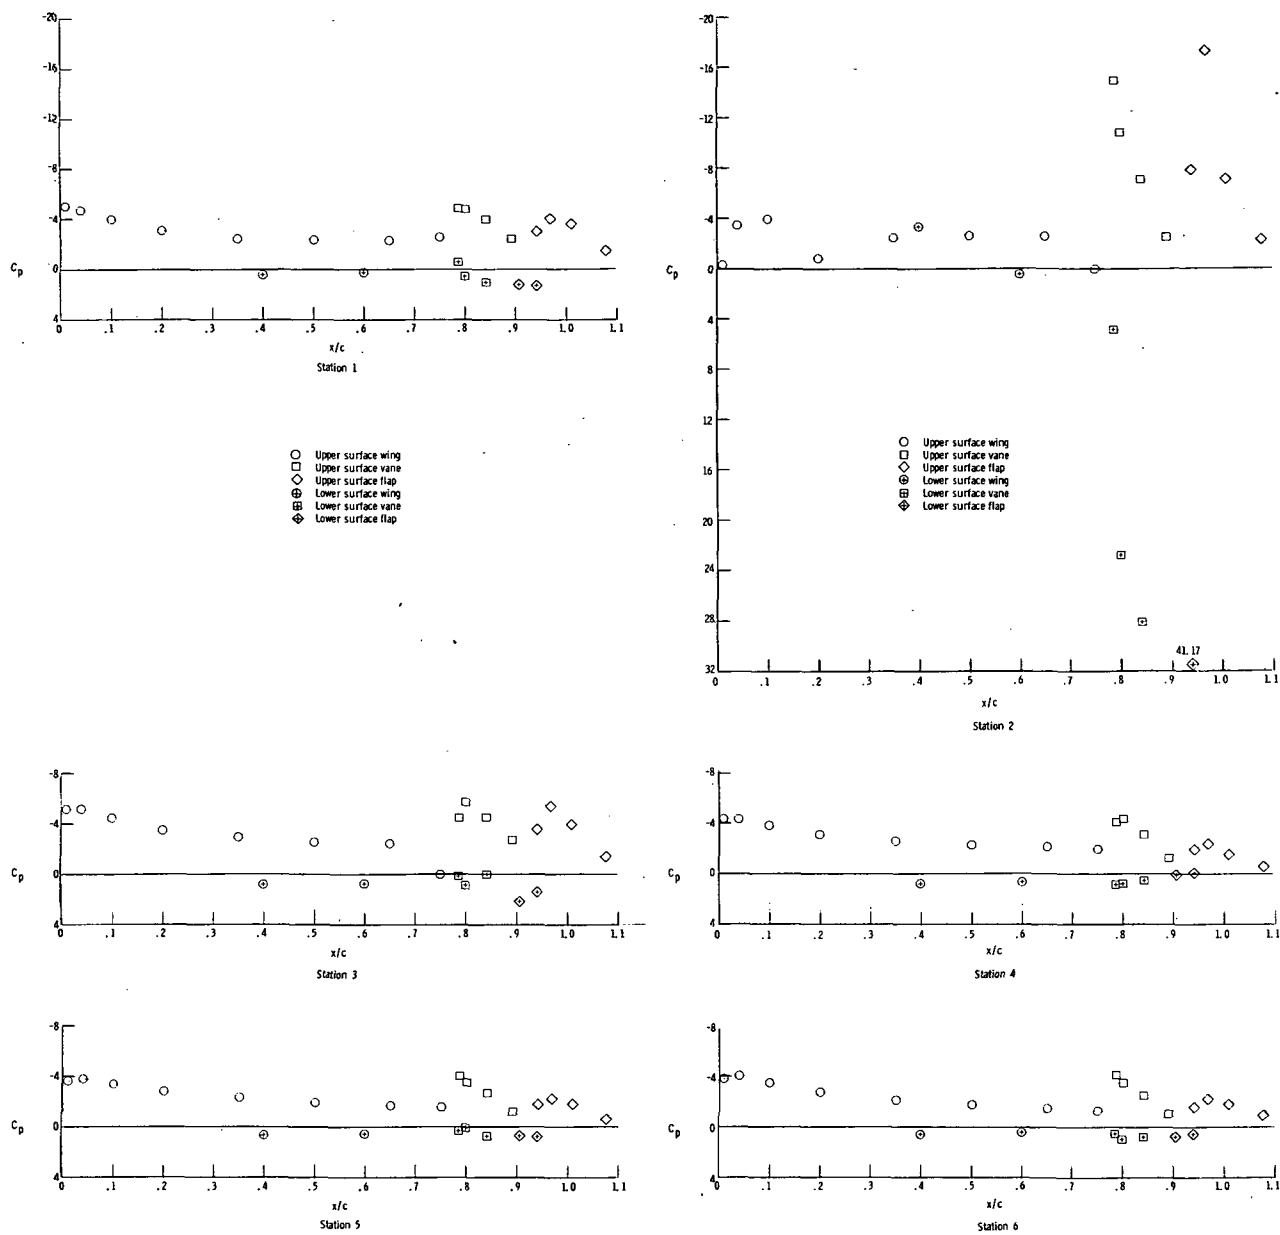 -20
-16
-12
-8
-4
Cp
0
4
0 .1 .2 .3 .4 .5 .6 .7 .8 .9 1.0 1.1
x/c
Station 1
Upper surface wing
Upper surface vane
Upper surface flap
Lower surface wing
Lower surface vane
Lower surface flap
-20
-16
-12
-8
-4
Cp
0
4
8
12
16
20
24
28
32
Upper surface wing
Upper surface vane
Upper surface flap
Lower surface wing
Lower surface vane
Lower surface flap
41.17
0 .1 .2 .3 .4 .5 .6 .7 .8 .9 1.0 1.1
x/c
Station 2
-8
-4
Cp
0
4
0 .1 .2 .3 .4 .5 .6 .7 .8 .9 1.0 1.1
x/c
Station 3
-8
-4
Cp
0
4
0 .1 .2 .3 .4 .5 .6 .7 .8 .9 1.0 1.1
x/c
Station 4
-8
-4
Cp
0
4
0 .1 .2 .3 .4 .5 .6 .7 .8 .9 1.0 1.1
x/c
Station 5
-8
-4
Cp
0
4
0 .1 .2 .3 .4 .5 .6 .7 .8 .9 1.0 1.1
x/c
Station 6